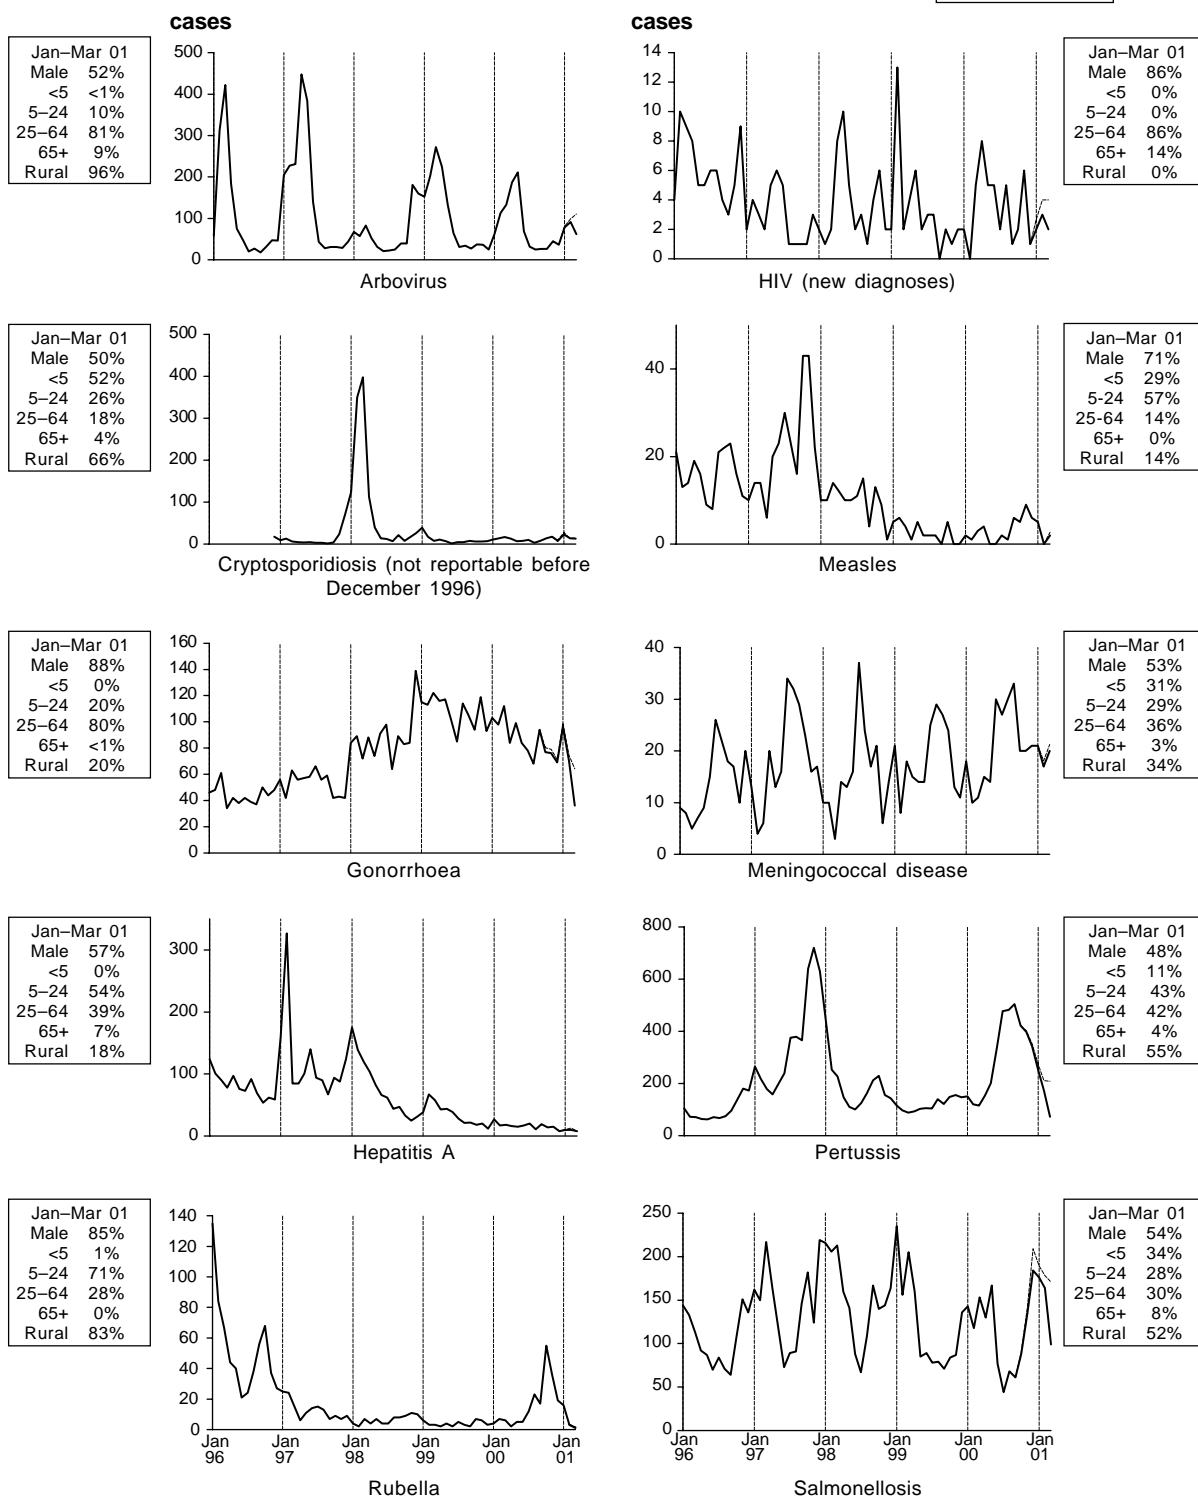 cases
Jan–Mar 01
Male 52%
<5 <1%
5–24 10%
25–64 81%
65+ 9%
Rural 96%
500
400
300
200
100
0
Arbovirus
cases
14
12
10
8
6
4
2
0
HIV (new diagnoses)
Jan–Mar 01
Male 86%
<5 0%
5–24 0%
25–64 86%
65+ 14%
Rural 0%
Jan–Mar 01
Male 50%
<5 52%
5–24 26%
25–64 18%
65+ 4%
Rural 66%
500
400
300
200
100
0
Cryptosporidiosis (not reportable before
December 1996)
40
20
0
Measles
Jan–Mar 01
Male 71%
<5 29%
5-24 57%
25-64 14%
65+ 0%
Rural 14%
Jan–Mar 01
Male 88%
<5 0%
5–24 20%
25–64 80%
65+ <1%
Rural 20%
160
140
120
100
80
60
40
20
0
Gonorrhoea
40
30
20
10
0
Meningococcal disease
Jan–Mar 01
Male 53%
<5 31%
5–24 29%
25–64 36%
65+ 3%
Rural 34%
Jan–Mar 01
Male 57%
<5 0%
5–24 54%
25–64 39%
65+ 7%
Rural 18%
300
200
100
0
Hepatitis A
800
600
400
200
0
Pertussis
Jan–Mar 01
Male 48%
<5 11%
5–24 43%
25–64 42%
65+ 4%
Rural 55%
Jan–Mar 01
Male 85%
<5 1%
5–24 71%
25–64 28%
65+ 0%
Rural 83%
140
120
100
80
60
40
20
0
Jan Jan Jan Jan Jan Jan
96 97 98 99 00 01
Rubella
250
200
150
100
50
0
Jan Jan Jan Jan Jan Jan
96 97 98 99 00 01
Salmonellosis
Jan–Mar 01
Male 54%
<5 34%
5–24 28%
25–64 30%
65+ 8%
Rural 52%